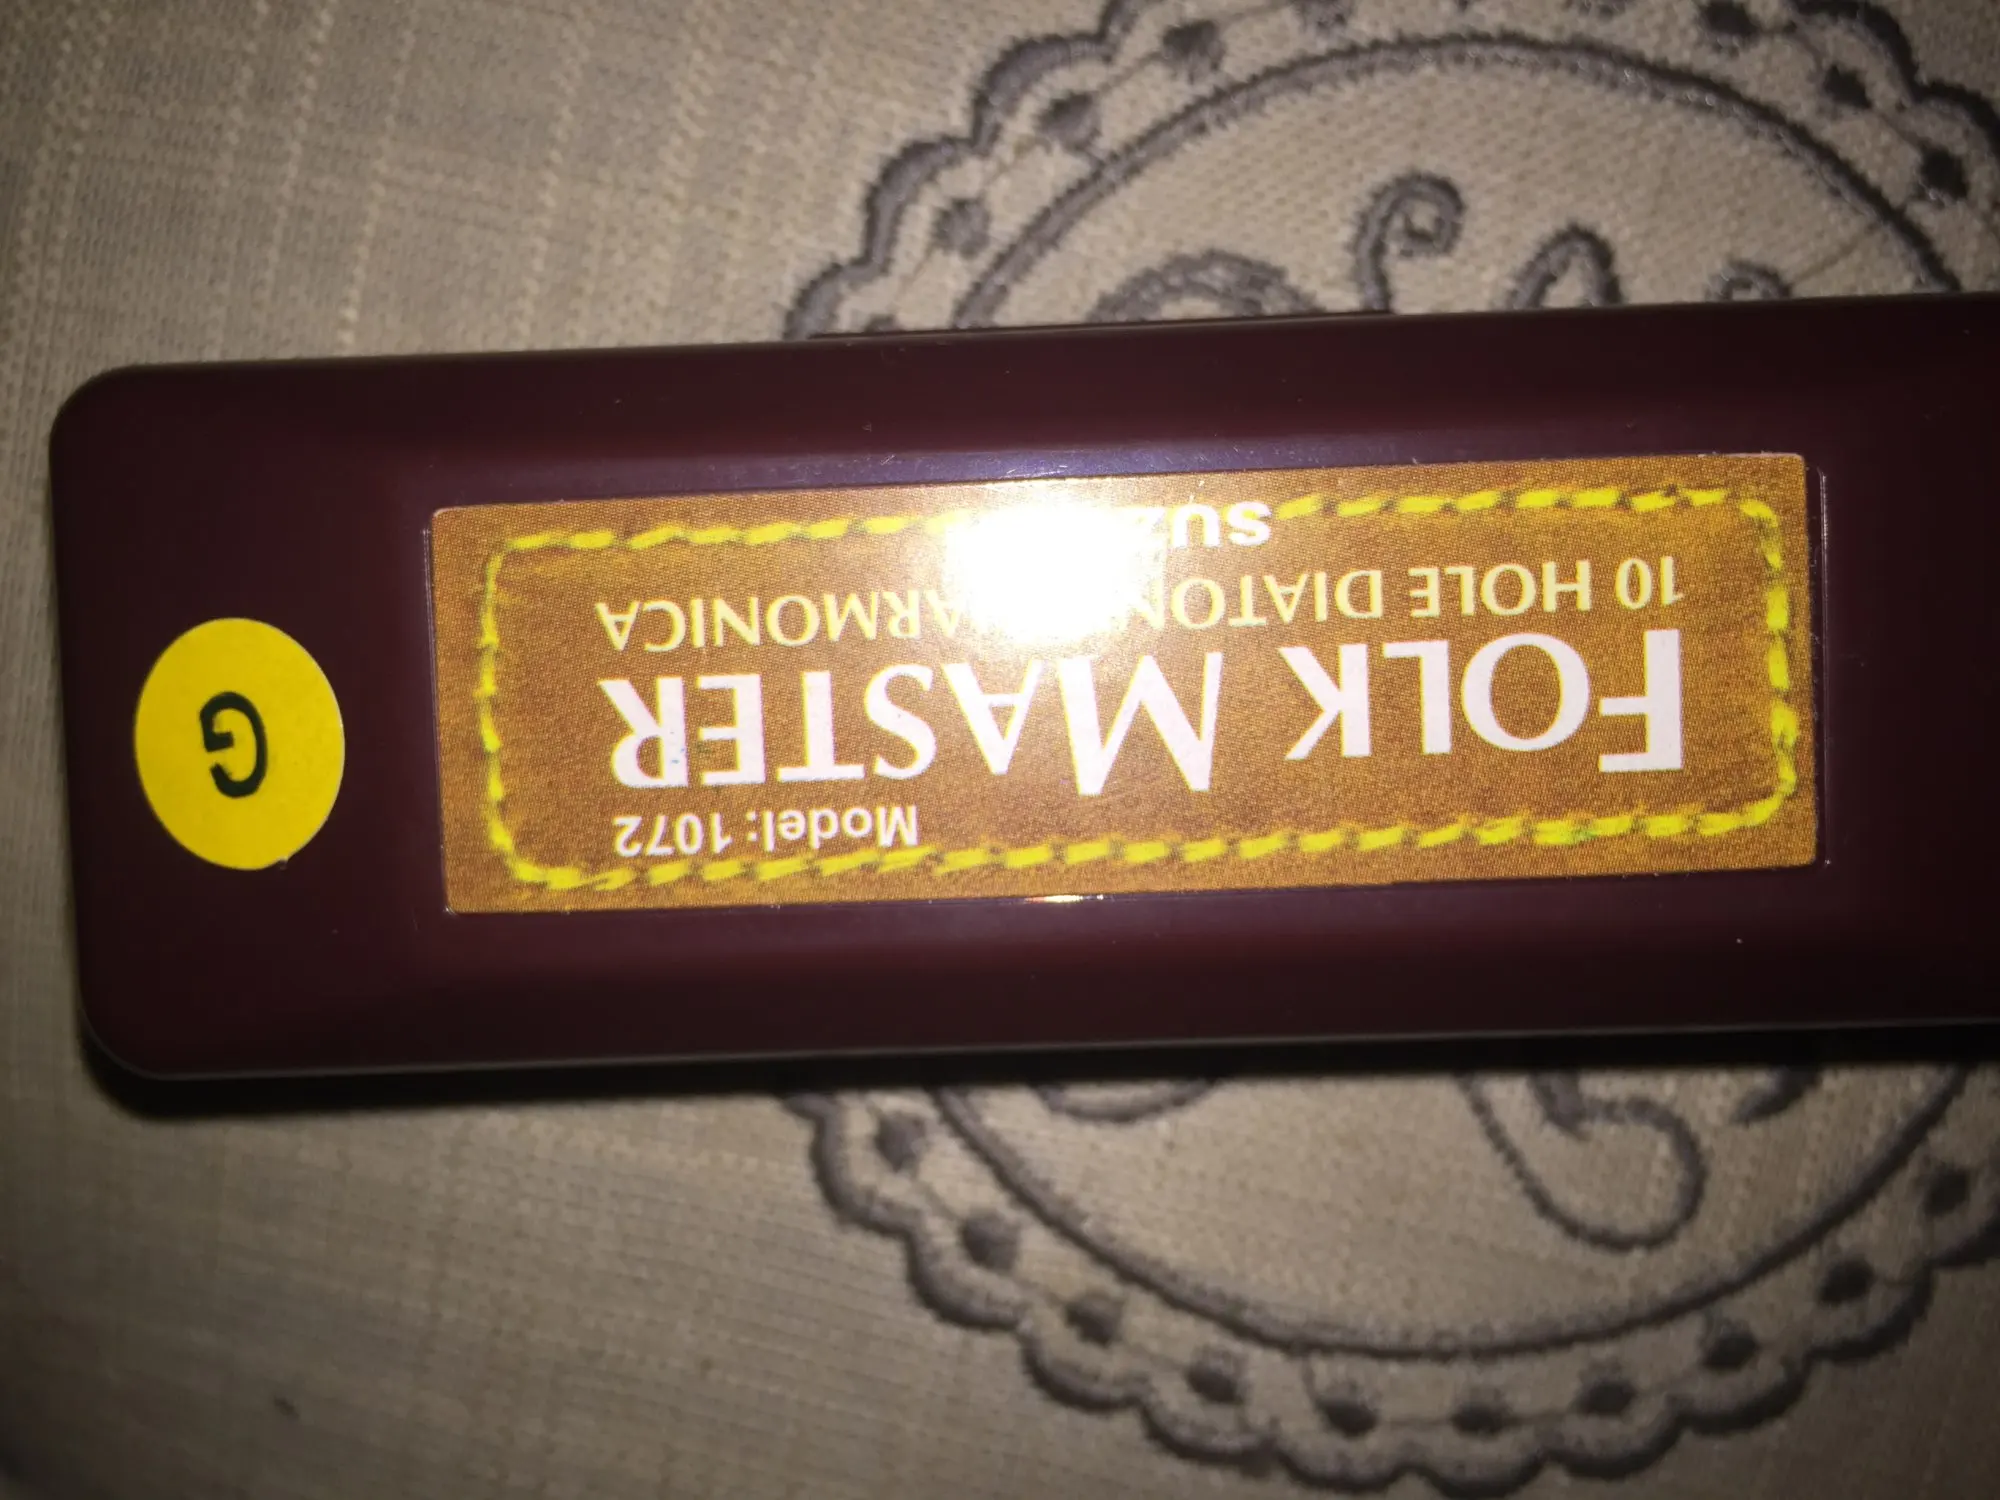 Model: 1072
FOLK MASTER
10 HOLE DIATON ARMONICA
SUZ
G